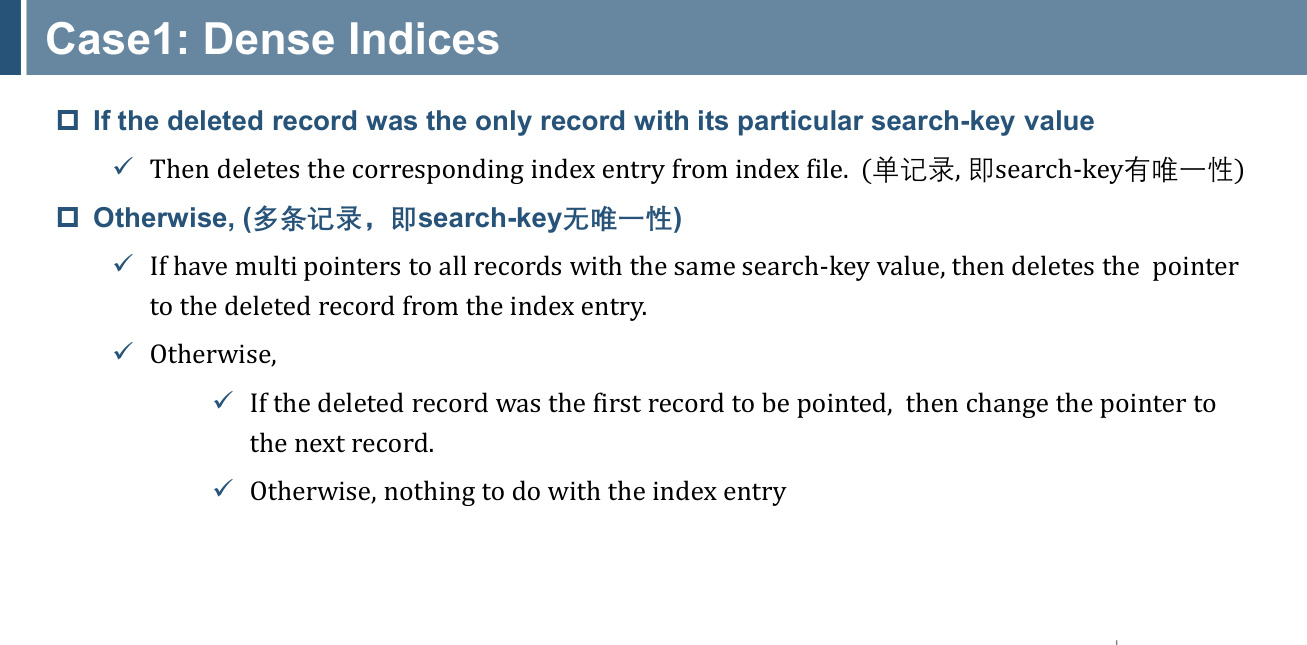 Case1: Dense Indices
If the deleted record was the only record with its particular search-key value
Then deletes the corresponding index entry from index file. (单记录, 即search-key有唯一性)
Otherwise, (多条记录，即search-key无唯一性)
If have multi pointers to all records with the same search-key value, then deletes the pointer
to the deleted record from the index entry.
Otherwise,
If the deleted record was the first record to be pointed, then change the pointer to
the next record.
Otherwise, nothing to do with the index entry